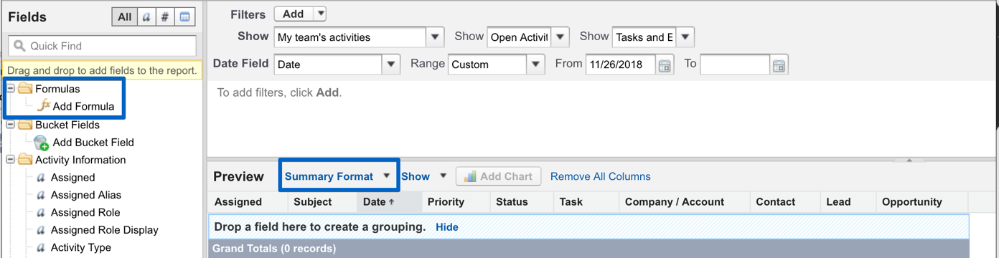 Fields
All a #
Quick Find
Drag and drop to add fields to the report.
Formulas
fx Add Formula
Bucket Fields
Add Bucket Field
Activity Information
a Assigned
a Assigned Alias
a Assigned Role
a Assigned Role Display
a Activity Type
Filters Add
Show My team's activities Show Open Activit Show Tasks and E
Date Field Date Range Custom From 11/26/2018 To
To add filters, click Add.
Preview Summary Format Show Add Chart Remove All Columns
Assigned Subject Date Priority Status Task Company / Account Contact Lead Opportunity
Drop a field here to create a grouping. Hide
Grand Totals (0 records)